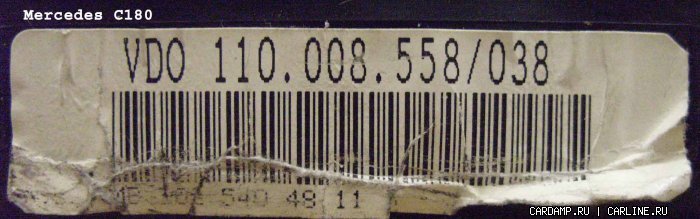 Mercedes C180
VDO 110.008.558/038
540 48 11
CARDAMP.RU | CARLINE.RU